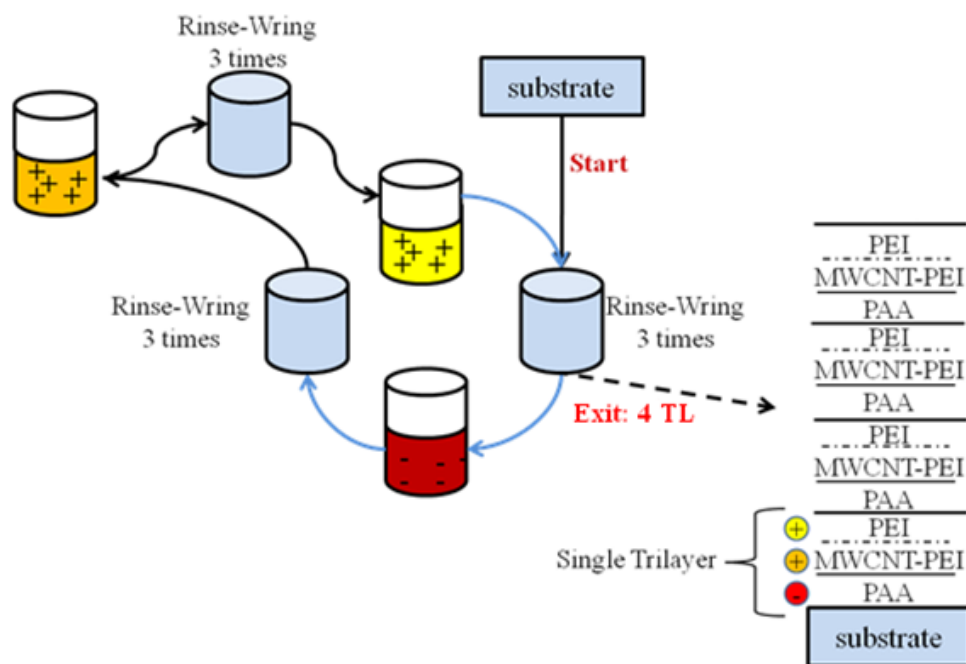 Rinse-Wring
3 times
substrate
Start
Rinse-Wring
3 times
Rinse-Wring
3 times
Exit: 4 TL
PEI
MWCNT-PEI
PAA
PEI
MWCNT-PEI
PAA
PEI
MWCNT-PEI
PAA
Single Trilayer
+ PEI
+ MWCNT-PEI
- PAA
substrate